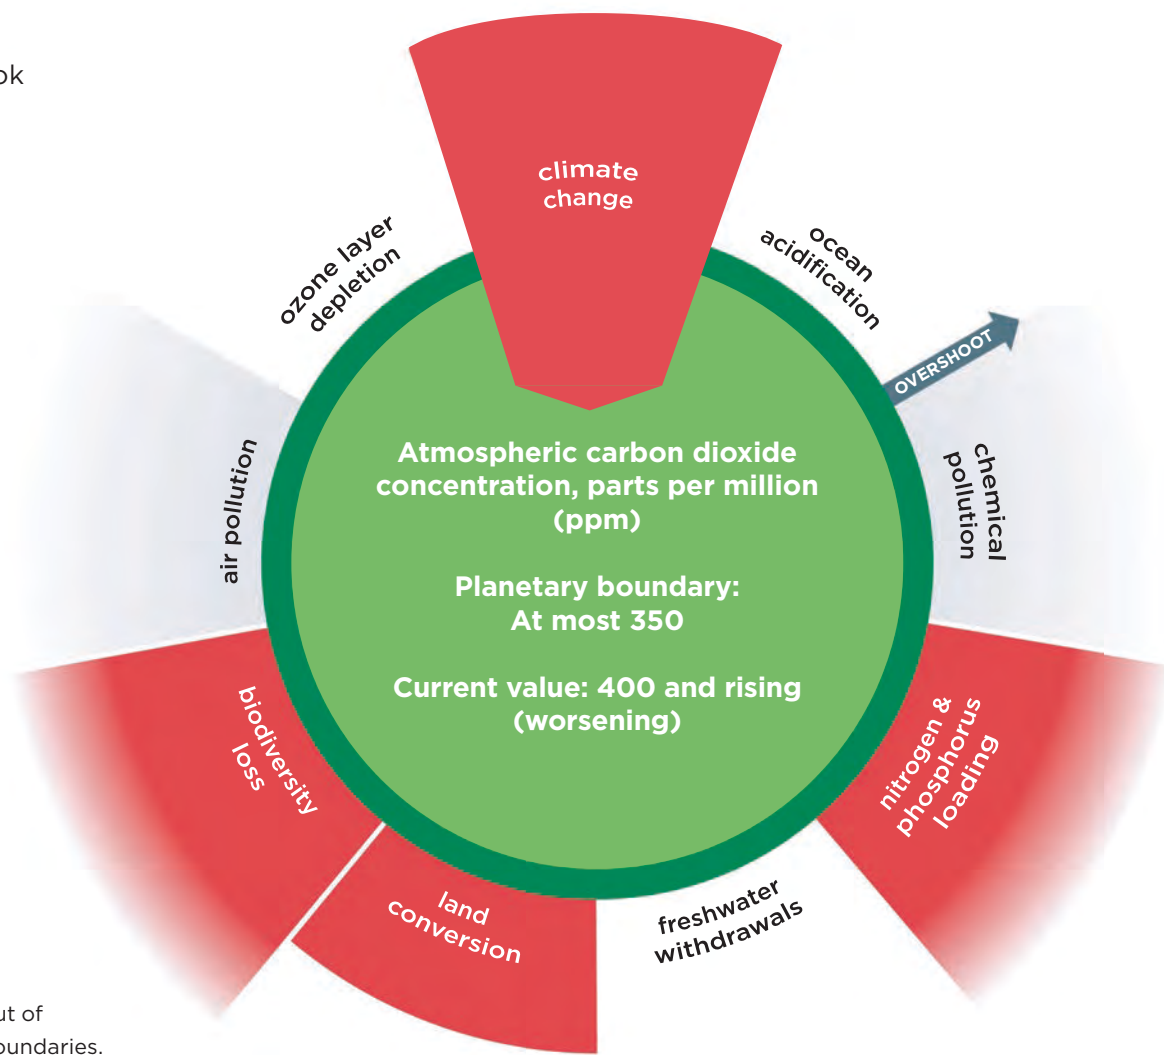 ok
climate
change
ozone layer
depletion
ocean
acidification
OVERSHOOT
air pollution
chemical
pollution
Atmospheric carbon dioxide
concentration, parts per million
(ppm)
Planetary boundary:
At most 350
Current value: 400 and rising
(worsening)
biodiversity
loss
nitrogen &
phosphorus
loading
land
conversion
freshwater
withdrawals
ut of
oundaries.